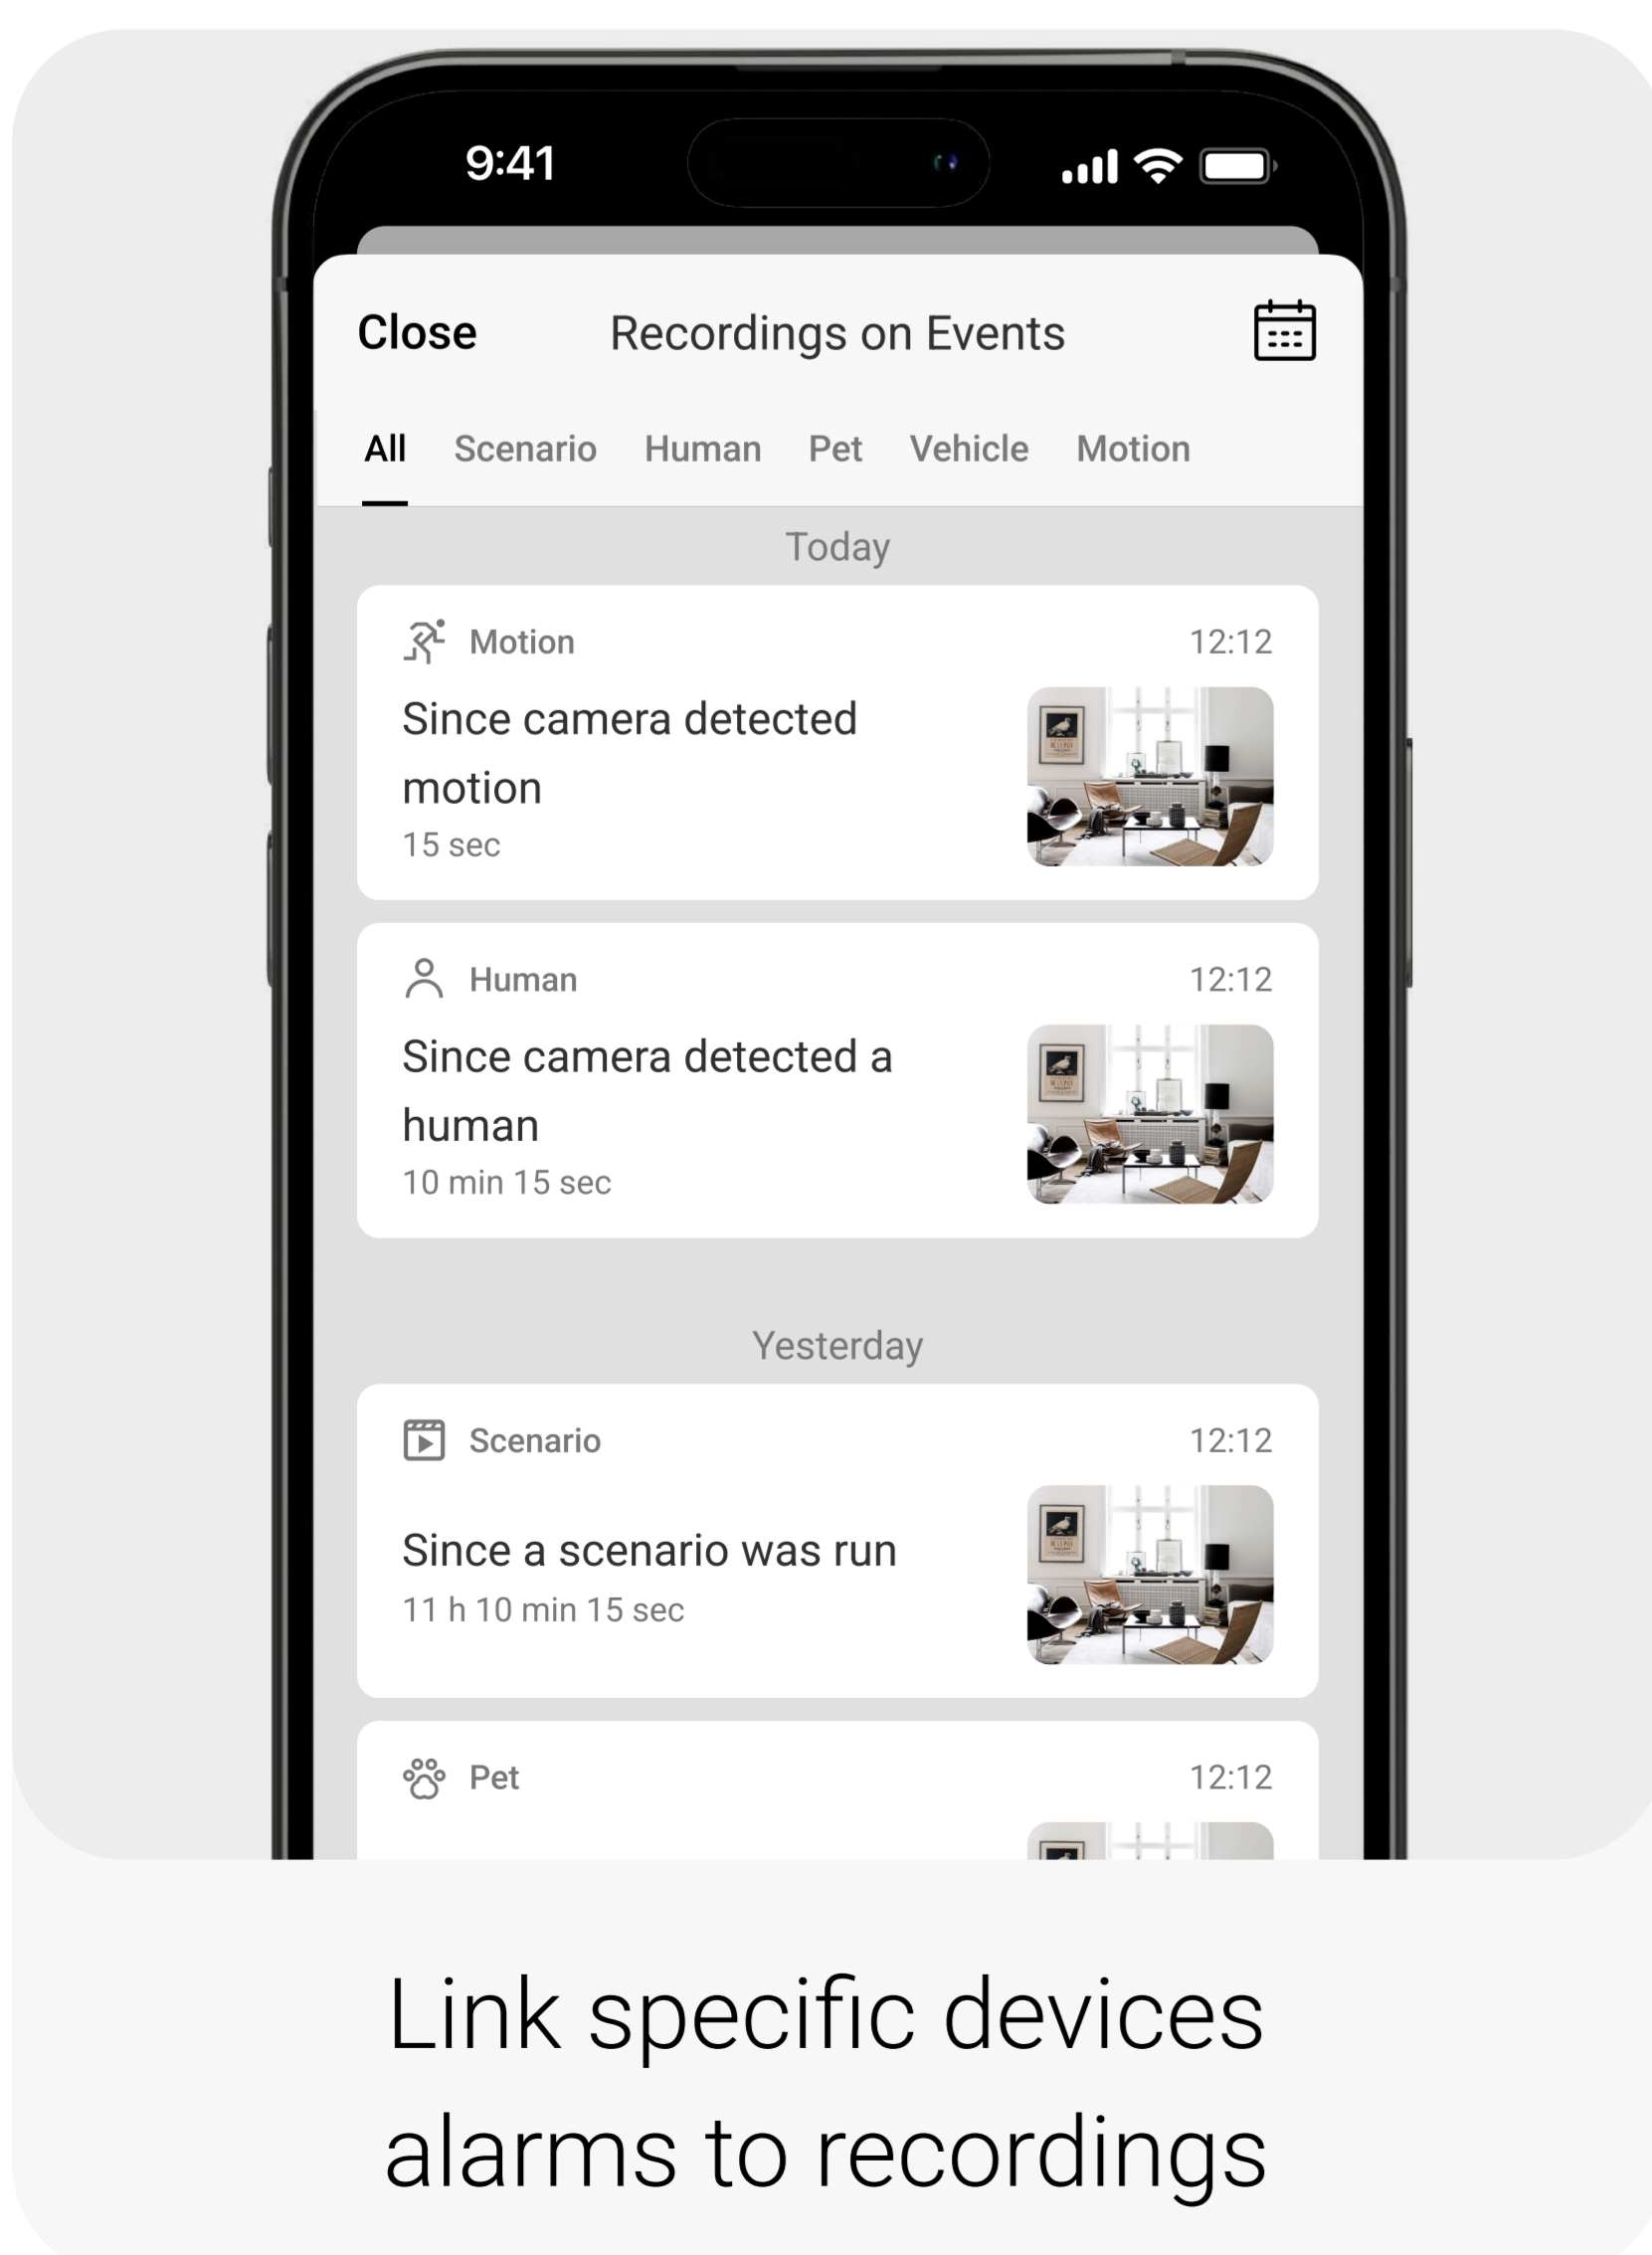 9:41
Close
Recordings on Events
All Scenario Human Pet Vehicle Motion
Today
Motion
12:12
Since camera detected
motion
15 sec
Human
12:12
Since camera detected a
human
10 min 15 sec
Yesterday
Scenario
12:12
Since a scenario was run
11 h 10 min 15 sec
Pet
12:12
Link specific devices
alarms to recordings